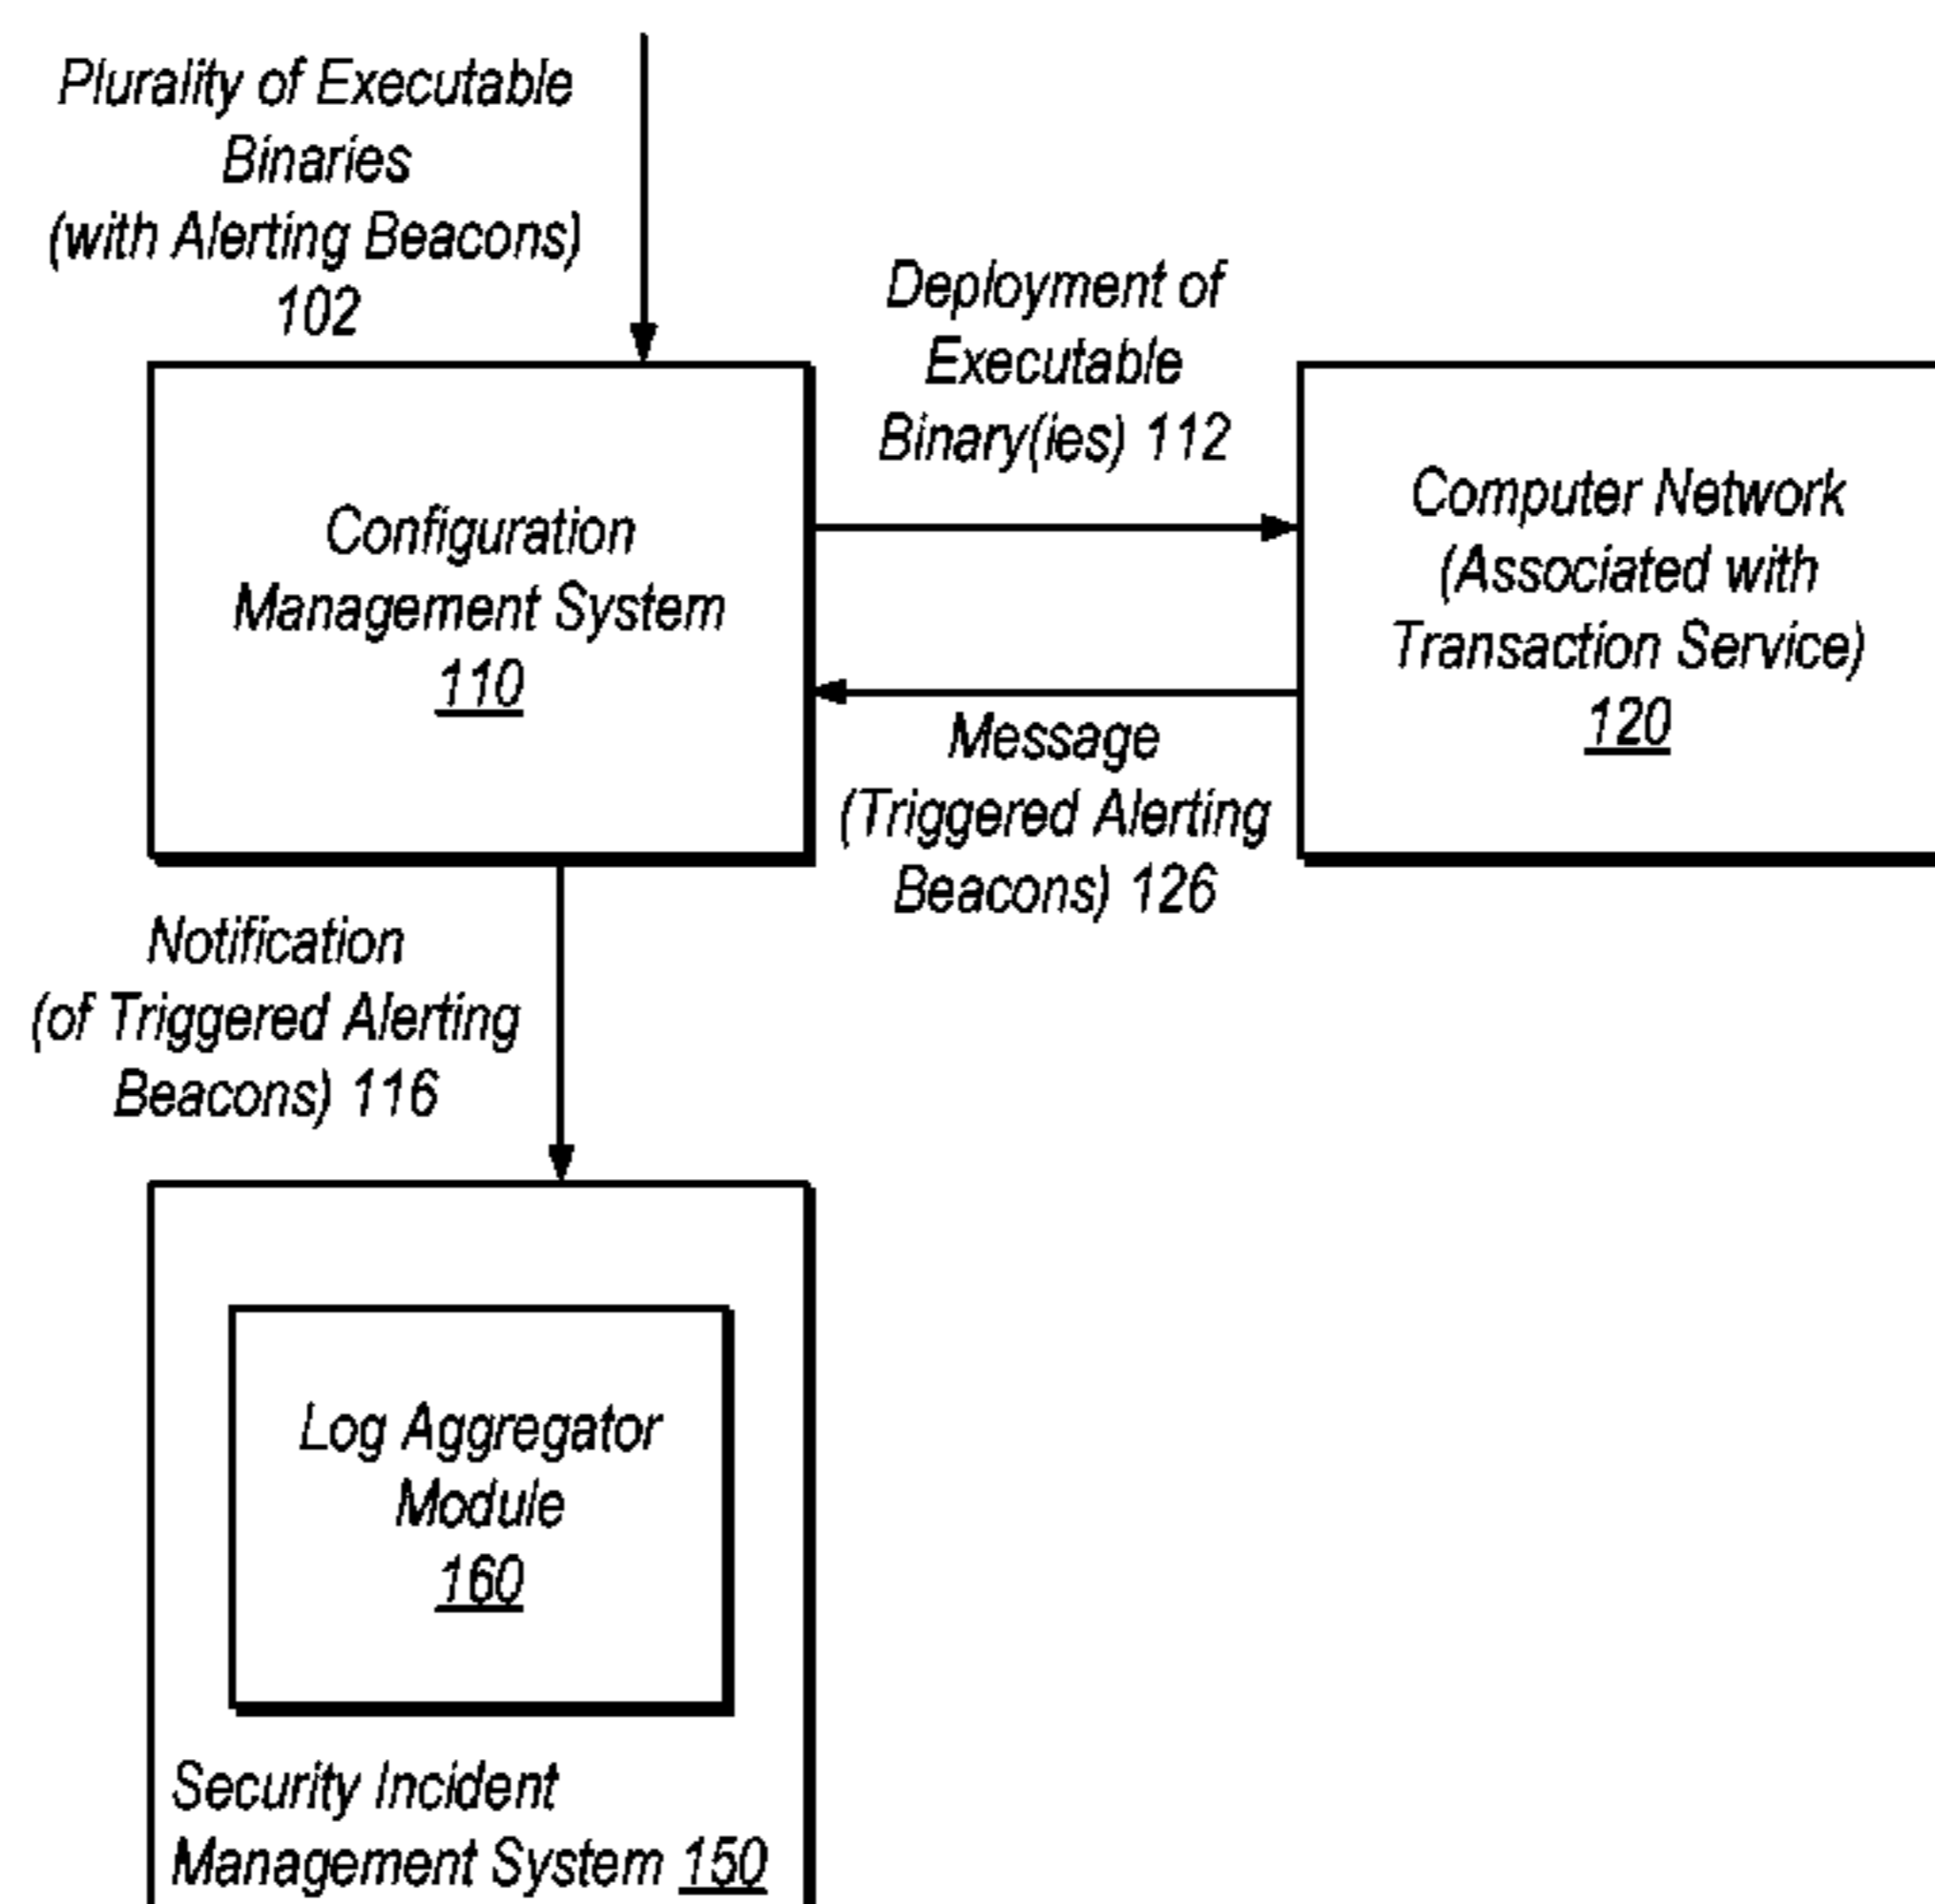 Plurality of Executable
Binaries
(with Alerting Beacons)
102
Deployment of
Executable
Binary(ies) 112
Configuration
Management System
110
Computer Network
(Associated with
Transaction Service)
120
Message
(Triggered Alerting
Beacons) 126
Notification
(of Triggered Alerting
Beacons) 116
Log Aggregator
Module
160
Security Incident
Management System 150